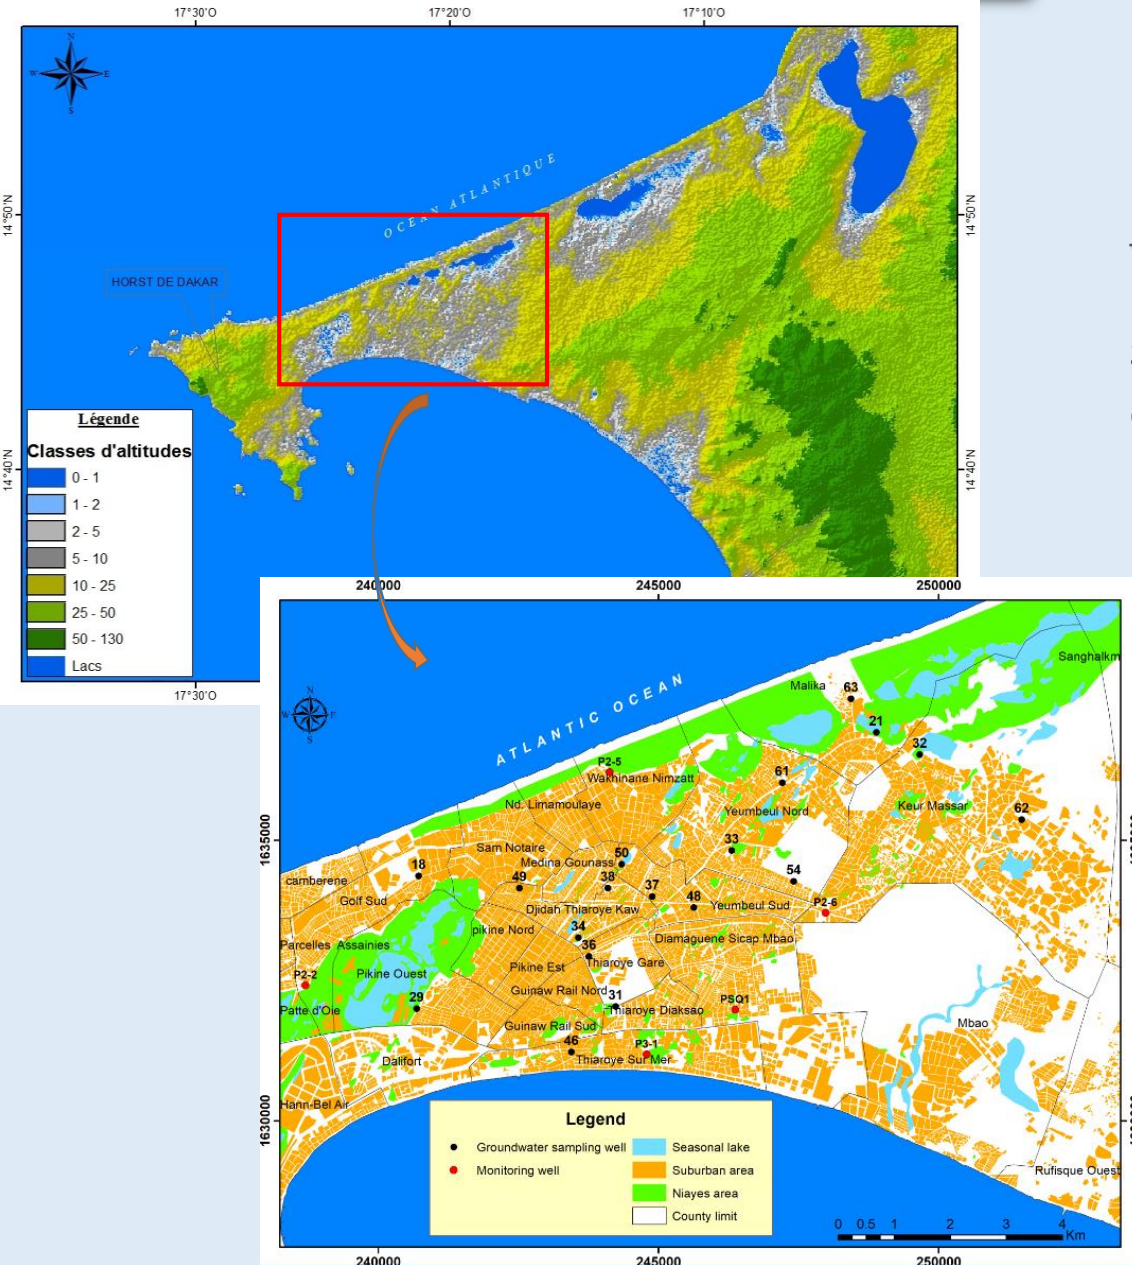 17°30'O
17°20'O
17°10'O
N
W
E
S
14°50'N
14°50'N
OCEAN ATLANTIQUE
HORST DE DAKAR
14°40'N
14°40'N
Légende
Classes d'altitudes
0 - 1
1 - 2
2 - 5
5 - 10
10 - 25
25 - 50
50 - 130
Lacs
17°30'O
240000
245000
250000
Sanghalkm
Malika
63
N
W
E
S
ATLANTIC OCEAN
21
32
P2-5
Wakhinane Nimzatt
61
Nd. Limamoulaye
Yeumbeul Nord
Keur Massar
62
1635000
Sam Notaire
33
50
Medina Gounass
18
49
38
37
54
camberene
Golf Sud
48
Yeumbeul Sud
P2-6
Djidah Thiaroye Kaw
pikine Nord
34
Diamaguene Sicap Mbao
Parcelles Assainies
36
Thiaroye Gare
P2-2
Pikine Ouest
Pikine Est
Guinaw Rail Nord
29
31
PSQ1
Patte d'Oie
Thiaroye Diaksao
Mbao
Guinaw Rail Sud
46
P3-1
Thiaroye Sur Mer
Dalifort
Hann-Bel Air
1630000
Legend
Groundwater sampling well
Seasonal lake
Monitoring well
Suburban area
Niayes area
County limit
Rufisque Ouest
0 0.5 1 2 3 4
Km
240000
245000
250000